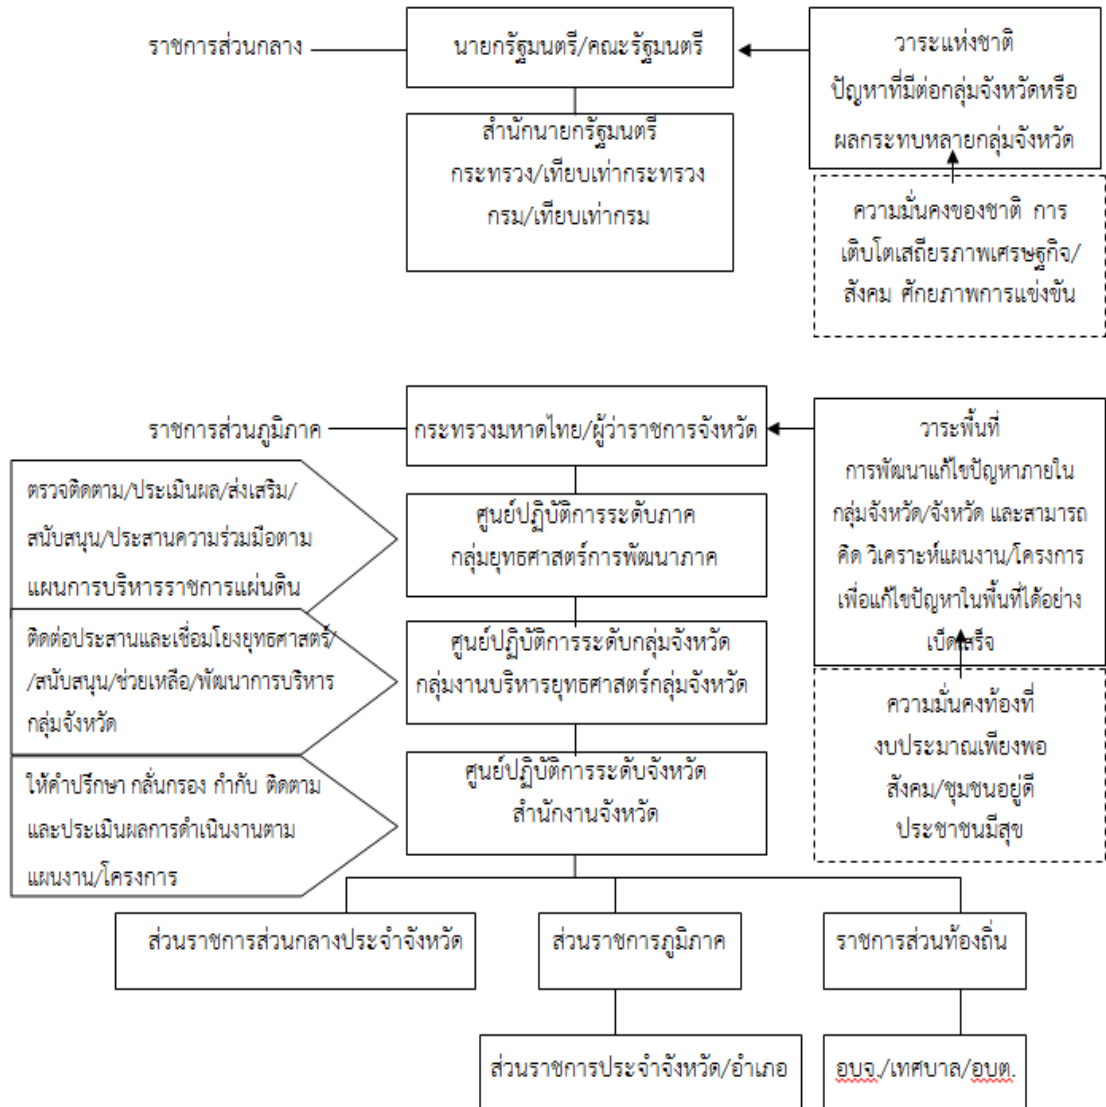 ราชการส่วนกลาง
นายกรัฐมนตรี/คณะรัฐมนตรี
วาระแห่งชาติ
ปัญหาที่มีต่อกลุ่มจังหวัดหรือ
ผลกระทบหลายกลุ่มจังหวัด
สำนักนายกรัฐมนตรี
กระทรวง/เทียบเท่ากระทรวง
กรม/เทียบเท่ากรม
ความมั่นคงของชาติ การ
เติบโตเสถียรภาพเศรษฐกิจ/
สังคม ศักยภาพการแข่งขัน
ราชการส่วนภูมิภาค
กระทรวงมหาดไทย/ผู้ว่าราชการจังหวัด
วาระพื้นที่
การพัฒนาแก้ไขปัญหาภายใน
กลุ่มจังหวัด/จังหวัด และสามารถ
คิด วิเคราะห์แผนงาน/โครงการ
เพื่อแก้ไขปัญหาในพื้นที่ได้อย่าง
เบ็ดเสร็จ
ตรวจติดตาม/ประเมินผล/ส่งเสริม/
สนับสนุน/ประสานความร่วมมือตาม
แผนการบริหารราชการแผ่นดิน
ศูนย์ปฏิบัติการระดับภาค
กลุ่มยุทธศาสตร์การพัฒนาภาค
ติดต่อประสานและเชื่อมโยงยุทธศาสตร์/
/สนับสนุน/ช่วยเหลือ/พัฒนาการบริหาร
กลุ่มจังหวัด
ศูนย์ปฏิบัติการระดับกลุ่มจังหวัด
กลุ่มงานบริหารยุทธศาสตร์กลุ่มจังหวัด
ความมั่นคงท้องที่
งบประมาณเพียงพอ
สังคม/ชุมชนอยู่ดี
ประชาชนมีสุข
ให้คำปรึกษา กลั่นกรอง กำกับ ติดตาม
และประเมินผลการดำเนินงานตาม
แผนงาน/โครงการ
ศูนย์ปฏิบัติการระดับจังหวัด
สำนักงานจังหวัด
ส่วนราชการส่วนกลางประจำจังหวัด
ส่วนราชการภูมิภาค
ราชการส่วนท้องถิ่น
ส่วนราชการประจำจังหวัด/อำเภอ
อบจ./เทศบาล/อบต.